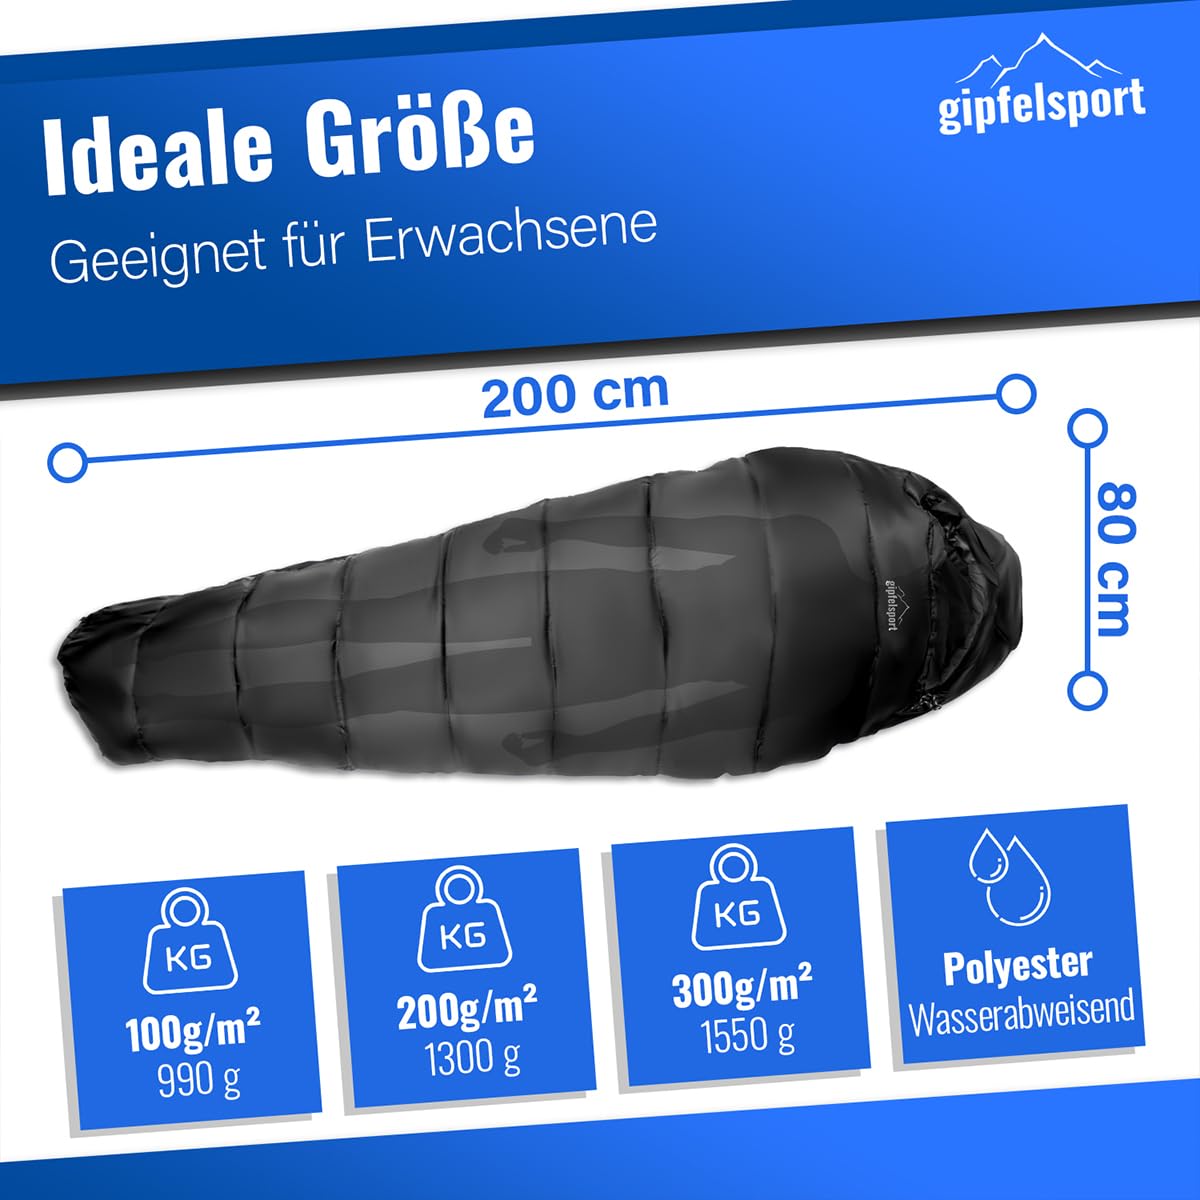 gipfelsport
Ideale Größe
Geeignet für Erwachsene
200 cm
80 cm
gipfelsport
KG
100g/m²
990 g
KG
200g/m²
1300 g
KG
300g/m²
1550 g
Polyester
Wasserabweisend